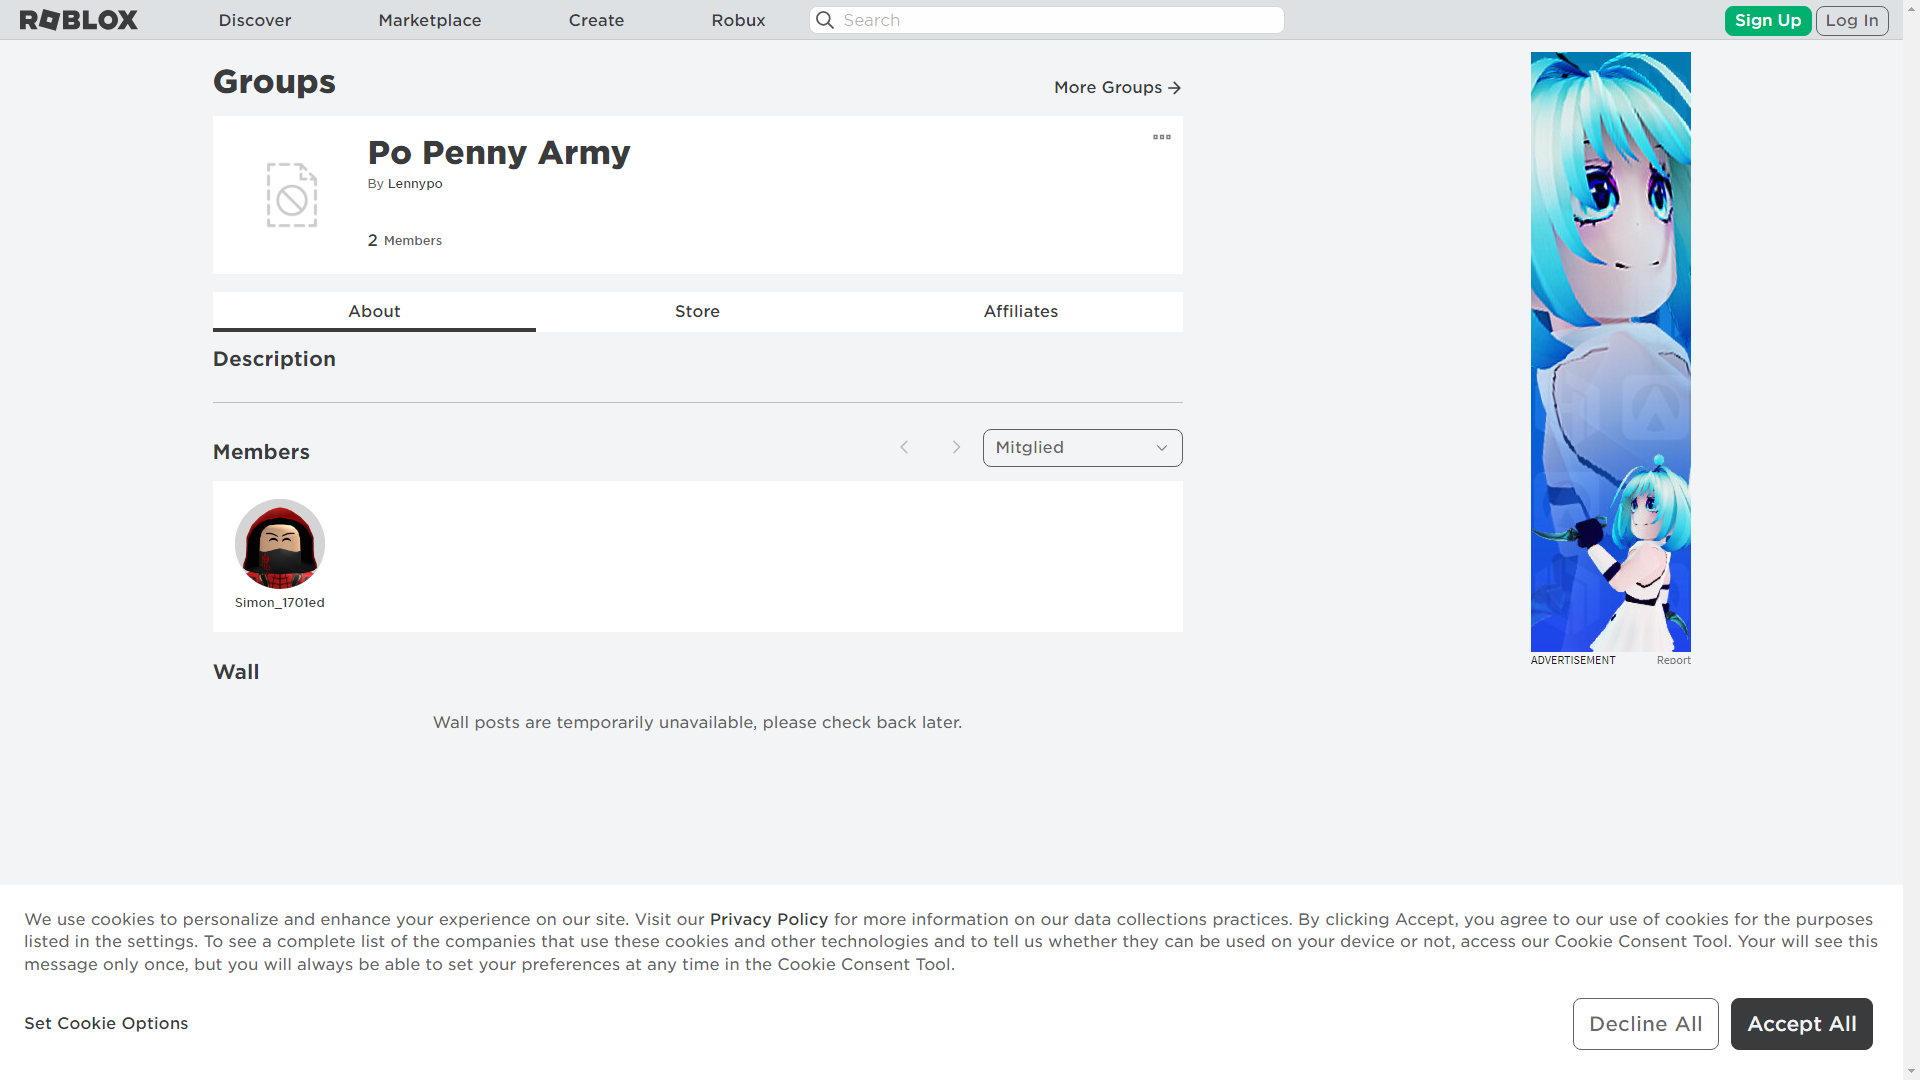 ROBLOX Discover Marketplace Create Robux Search Sign Up Log In
Groups
More Groups
Po Penny Army
By Lennypo
2 Members
About Store Affiliates
Description
Members
Mitglied
Simon_1701ed
Wall
Wall posts are temporarily unavailable, please check back later.
ADVERTISEMENT Report
We use cookies to personalize and enhance your experience on our site. Visit our Privacy Policy for more information on our data collections practices. By clicking Accept, you agree to our use of cookies for the purposes
listed in the settings. To see a complete list of the companies that use these cookies and other technologies and to tell us whether they can be used on your device or not, access our Cookie Consent Tool. Your will see this
message only once, but you will always be able to set your preferences at any time in the Cookie Consent Tool.
Set Cookie Options
Decline All Accept All